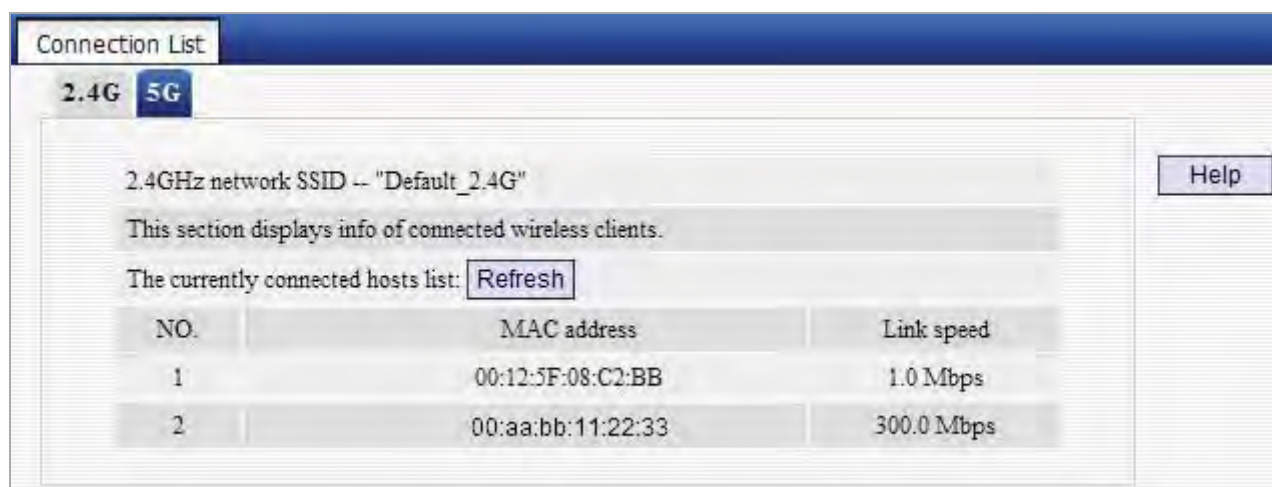 Connection List
2.4G 5G
2.4GHz network SSID -- "Default_2.4G"
Help
This section displays info of connected wireless clients.
The currently connected hosts list: Refresh
NO. MAC address Link speed
1 00:12:5F:08:C2:BB 1.0 Mbps
2 00:aa:bb:11:22:33 300.0 Mbps